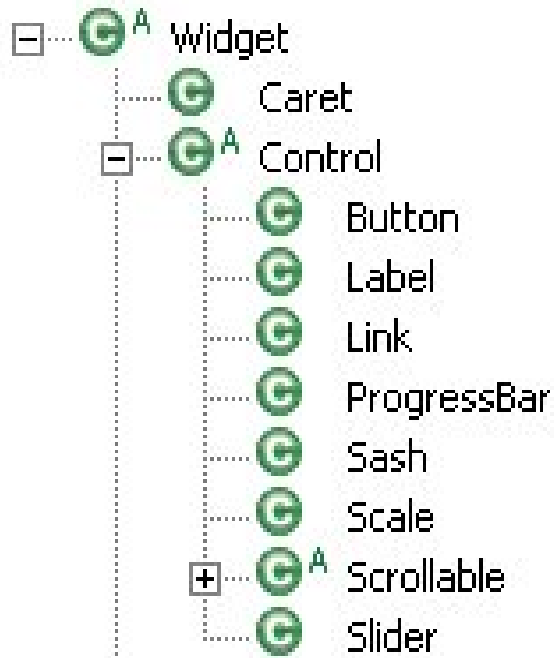 C A Widget
C Caret
C A Control
C Button
C Label
C Link
C ProgressBar
C Sash
C Scale
C A Scrollable
C Slider